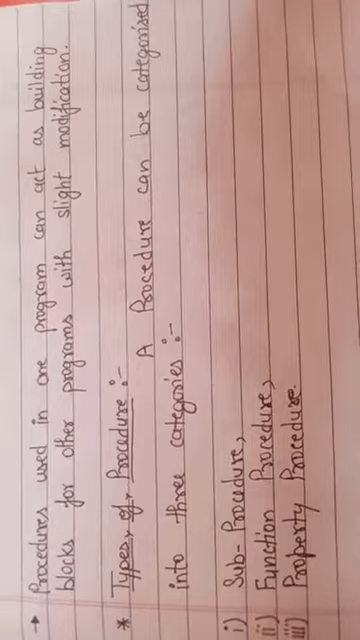 → Procedures used in one program can act as building
blocks for other programs with slight modification.
* Types of Procedure :-
A Procedure can be categorised
into three categories :-
i) Sub-Procedure,
ii) Function Procedure,
iii) Property Procedure.